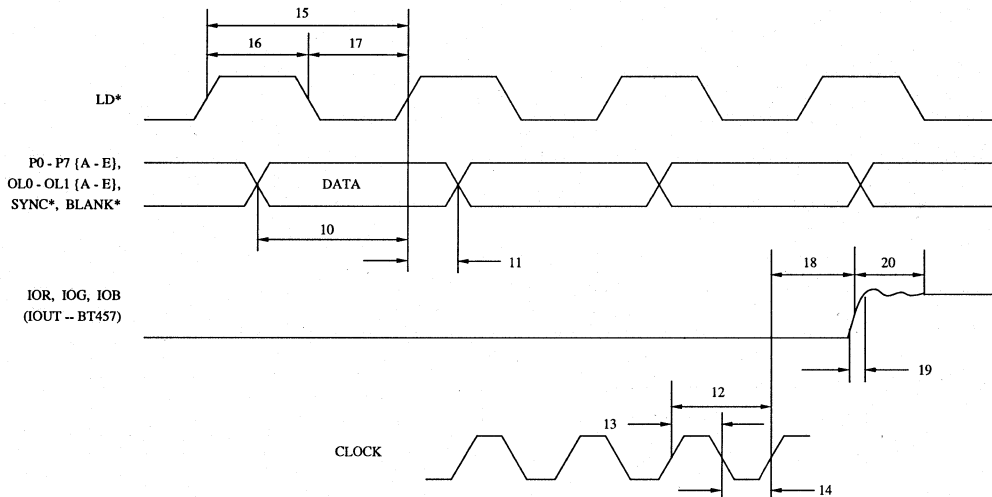 15
16
17
LD*
P0 - P7 {A - E},
OL0 - OL1 {A - E},
SYNC*, BLANK*
DATA
10
11
18
20
IOR, IOG, IOB
(IOUT -- BT457)
19
12
13
CLOCK
14